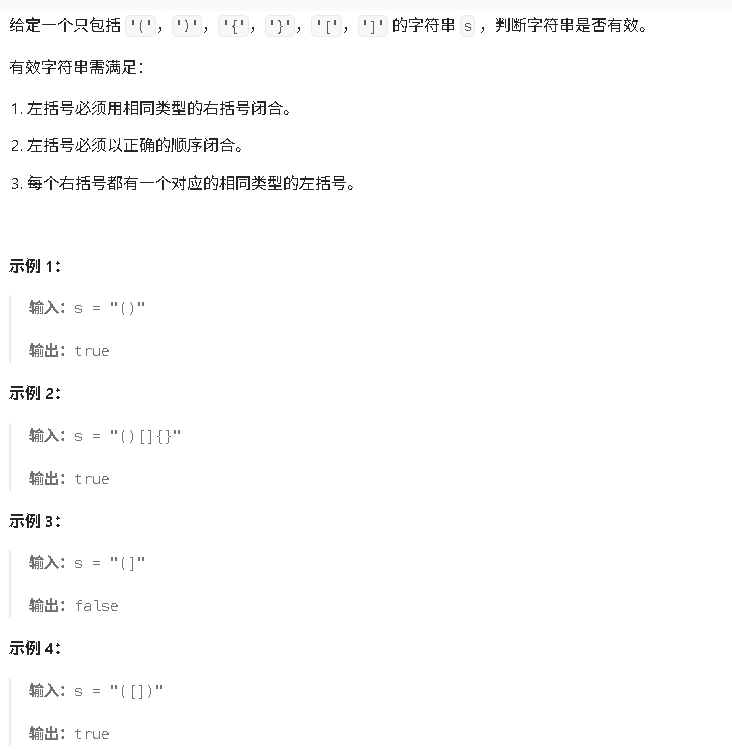 给定一个只包括 '('，')'，'{'，'}'，'['，']' 的字符串 s ，判断字符串是否有效。
有效字符串需满足：
1. 左括号必须用相同类型的右括号闭合。
2. 左括号必须以正确的顺序闭合。
3. 每个右括号都有一个对应的相同类型的左括号。
示例 1：
输入：s = "()"
输出：true
示例 2：
输入：s = "()[]{}"
输出：true
示例 3：
输入：s = "(]"
输出：false
示例 4：
输入：s = "([])"
输出：true